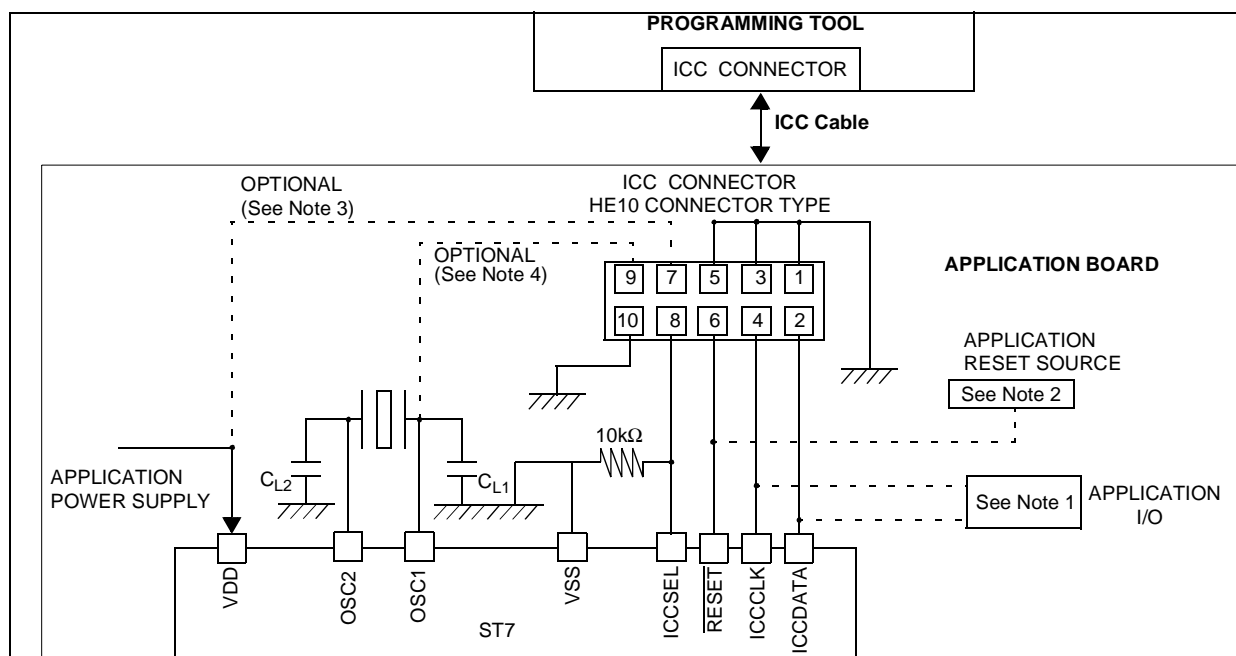 PROGRAMMING TOOL
ICC CONNECTOR
ICC Cable
OPTIONAL
(See Note 3)
ICC CONNECTOR
HE10 CONNECTOR TYPE
OPTIONAL
(See Note 4)
9 7 5 3 1
10 8 6 4 2
APPLICATION BOARD
APPLICATION
RESET SOURCE
See Note 2
10kΩ
CL2
CL1
APPLICATION
POWER SUPPLY
See Note 1
APPLICATION
I/O
VDD
OSC2
OSC1
VSS
ICCSEL
RESET
ICCCLK
ICCDATA
ST7